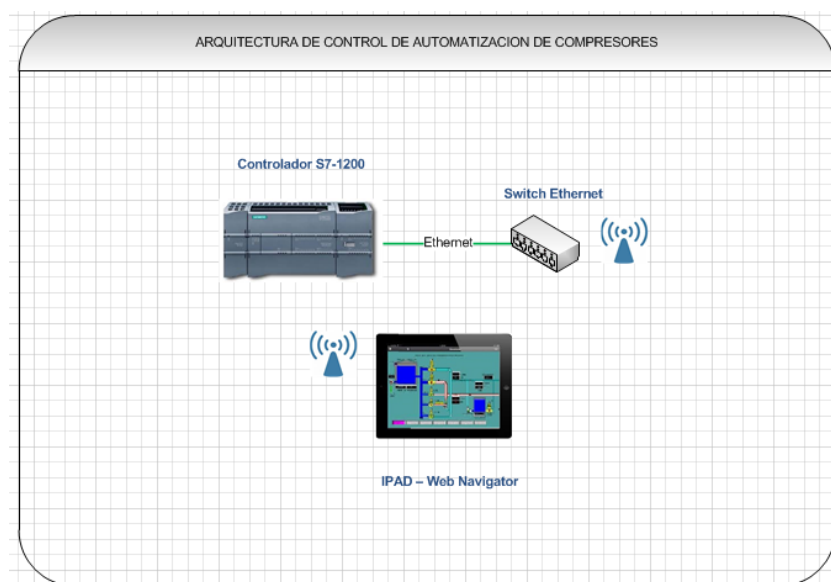 ARQUITECTURA DE CONTROL DE AUTOMATIZACION DE COMPRESORES
Controlador S7-1200
Switch Ethernet
Ethernet
IPAD – Web Navigator